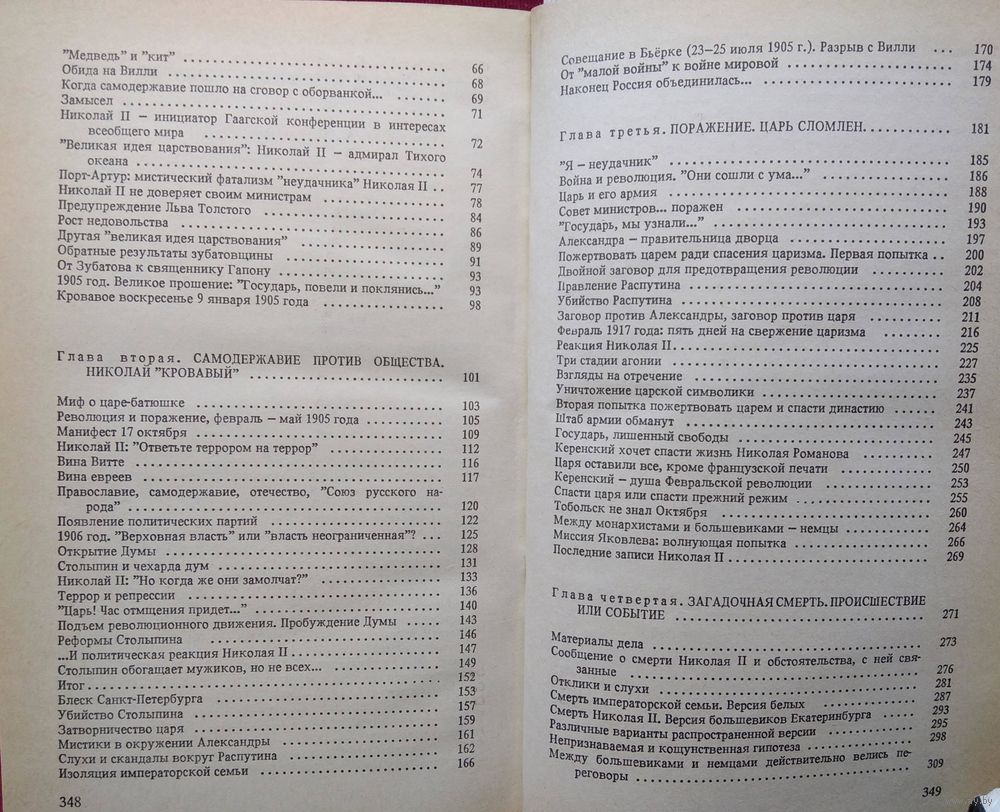 "Медведь" и "кит" . . . 66
Обида на Вилли . . . 68
Когда самодержавие пошло на сговор с оборванкой... . . . 69
Замысел . . . 71
Николай II – инициатор Гаагской конференции в интересах
всеобщего мира . . . 72
"Великая идея царствования": Николай II – адмирал Тихого
океана . . . 74
Порт-Артур: мистический фатализм "неудачника" Николая II . . 77
Николай II не доверяет своим министрам . . . 78
Предупреждение Льва Толстого . . . 84
Рост недовольства . . . 86
Другая "великая идея царствования" . . . 89
Обратные результаты зубатовщины . . . 91
От Зубатова к священнику Гапону . . . 93
1905 год. Великое прошение: "Государь, повели и поклянись..." 93
Кровавое воскресенье 9 января 1905 года . . . 98
Глава вторая. САМОДЕРЖАВИЕ ПРОТИВ ОБЩЕСТВА.
НИКОЛАЙ "КРОВАВЫЙ" . . . 101
Миф о царе-батюшке . . . 103
Революция и поражение, февраль – май 1905 года . . . 105
Манифест 17 октября . . . 109
Николай II: "Ответьте террором на террор" . . . 112
Вина Витте . . . 116
Вина евреев . . . 117
Православие, самодержавие, отечество, "Союз русского на-
рода" . . . 120
Появление политических партий . . . 122
1906 год. "Верховная власть" или "власть неограниченная"? . . . 125
Открытие Думы . . . 128
Столыпин и чехарда дум . . . 131
Николай II: "Но когда же они замолчат?" . . . 133
Террор и репрессии . . . 136
"Царь! Час отмщения придет..." . . . 140
Подъем революционного движения. Пробуждение Думы . . . 143
Реформы Столыпина . . . 146
...И политическая реакция Николая II . . . 147
Столыпин обогащает мужиков, но не всех... . . . 149
Итог . . . 152
Блеск Санкт-Петербурга . . . 153
Убийство Столыпина . . . 157
Затворничество царя . . . 159
Мистики в окружении Александры . . . 161
Слухи и скандалы вокруг Распутина . . . 162
Изоляция императорской семьи . . . 166
348
Совещание в Бьёрке (23–25 июля 1905 г.). Разрыв с Вилли . . . 170
От "малой войны" к войне мировой . . . 174
Наконец Россия объединилась... . . . 179
Глава третья. ПОРАЖЕНИЕ. ЦАРЬ СЛОМЛЕН. . . . 181
"Я – неудачник" . . . 185
Война и революция. "Они сошли с ума..." . . . 186
Царь и его армия . . . 188
Совет министров... поражен . . . 190
"Государь, мы узнали..." . . . 193
Александра – правительница дворца . . . 197
Пожертвовать царем ради спасения царизма. Первая попытка . . 200
Двойной заговор для предотвращения революции . . . 202
Правление Распутина . . . 204
Убийство Распутина . . . 208
Заговор против Александры, заговор против царя . . . 211
Февраль 1917 года: пять дней на свержение царизма . . . 216
Реакция Николая II . . . 225
Три стадии агонии . . . 227
Взгляды на отречение . . . 235
Уничтожение царской символики . . . 237
Вторая попытка пожертвовать царем и спасти династию . . . 241
Штаб армии обманут . . . 243
Государь, лишенный свободы . . . 245
Керенский хочет спасти жизнь Николая Романова . . . 247
Царя оставили все, кроме французской печати . . . 250
Керенский – душа Февральской революции . . . 253
Спасти царя или спасти прежний режим . . . 255
Тобольск не знал Октября . . . 260
Между монархистами и большевиками – немцы . . . 264
Миссия Яковлева: волнующая попытка . . . 266
Последние записи Николая II . . . 269
Глава четвертая. ЗАГАДОЧНАЯ СМЕРТЬ. ПРОИСШЕСТВИЕ
ИЛИ СОБЫТИЕ . . . 271
Материалы дела . . . 273
Сообщение о смерти Николая II и обстоятельства, с ней свя-
занные . . . 276
Отклики и слухи . . . 281
Смерть императорской семьи. Версия белых . . . 287
Смерть Николая II. Версия большевиков Екатеринбурга . . . 293
Различные варианты распространенной версии . . . 295
Непризнаваемая и кощунственная гипотеза . . . 298
Между большевиками и немцами действительно велись пе-
реговоры . . . 309
349